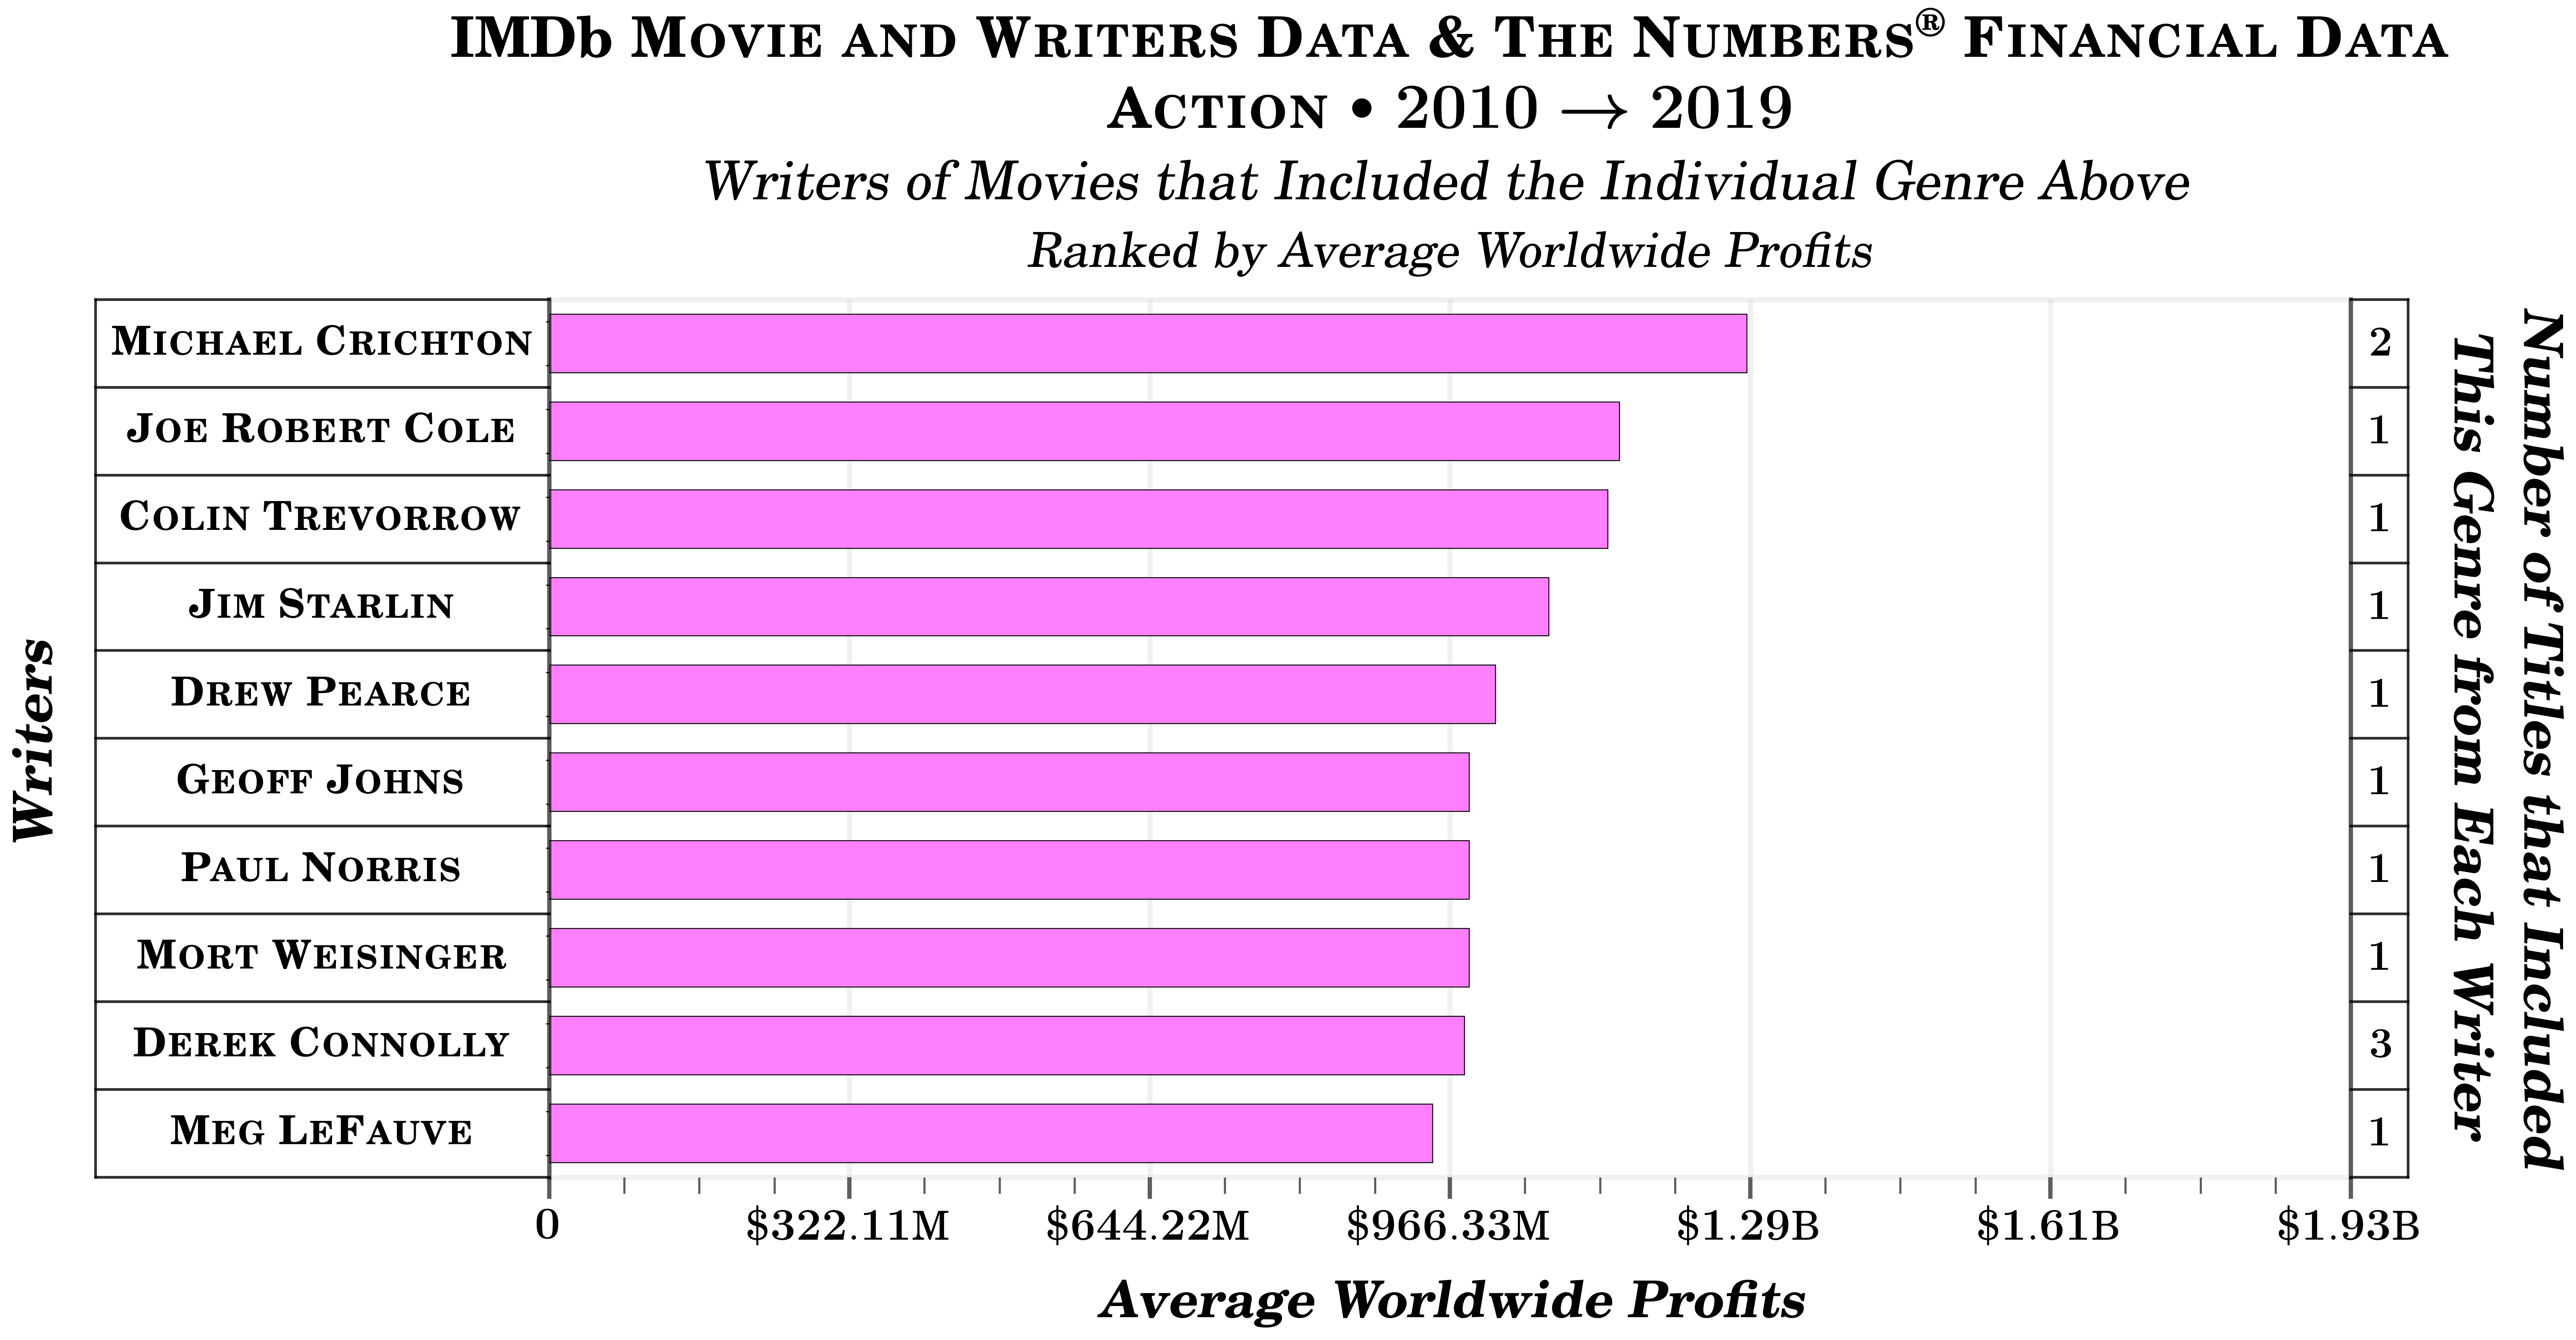 IMDb Movie and Writers Data & The Numbers® Financial Data
Action • 2010 → 2019
Writers of Movies that Included the Individual Genre Above
Ranked by Average Worldwide Profits
Writers
Michael Crichton 2
Joe Robert Cole 1
Colin Trevorrow 1
Jim Starlin 1
Drew Pearce 1
Geoff Johns 1
Paul Norris 1
Mort Weisinger 1
Derek Connolly 3
Meg LeFauve 1
Number of Titles that Included
This Genre from Each Writer
0 $322.11M $644.22M $966.33M $1.29B $1.61B $1.93B
Average Worldwide Profits